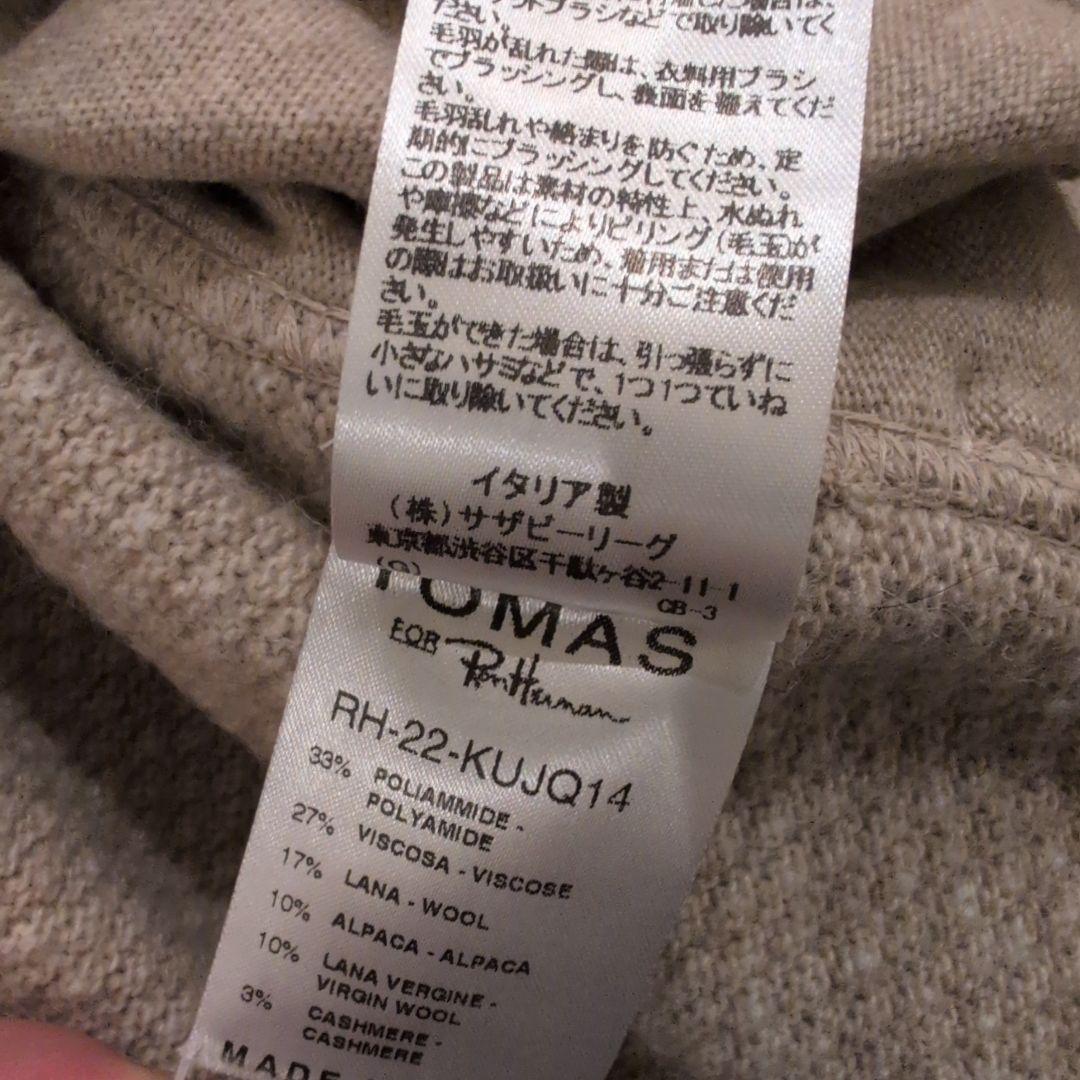 ださい。
毛羽が乱れた際は、衣料用ブラシ
でブラッシングし、表面を整えてくだ
さい。
毛羽乱れや絡まりを防ぐため、定
期的にブラッシングしてください。
この製品は素材の特性上、水ぬれ
や摩擦などによりピリング(毛玉)が
発生しやすいため、着用または使用
の際はお取扱いに十分ご注意くだ
さい。
毛玉ができた場合は、引っ張らずに
小さなハサミなどで、1つ1つていね
いに取り除いてください。
イタリア製
(株)サザビーリーグ
東京都渋谷区千駄ケ谷2-11-1
CB-3
FOR Ron Herman
RH-22-KUJQ14
33% POLIAMMIDE -
POLYAMIDE
27% VISCOSA - VISCOSE
17% LANA - WOOL
10% ALPACA - ALPACA
10% LANA VERGINE -
VIRGIN WOOL
3% CASHMERE -
CASHMERE
MADE